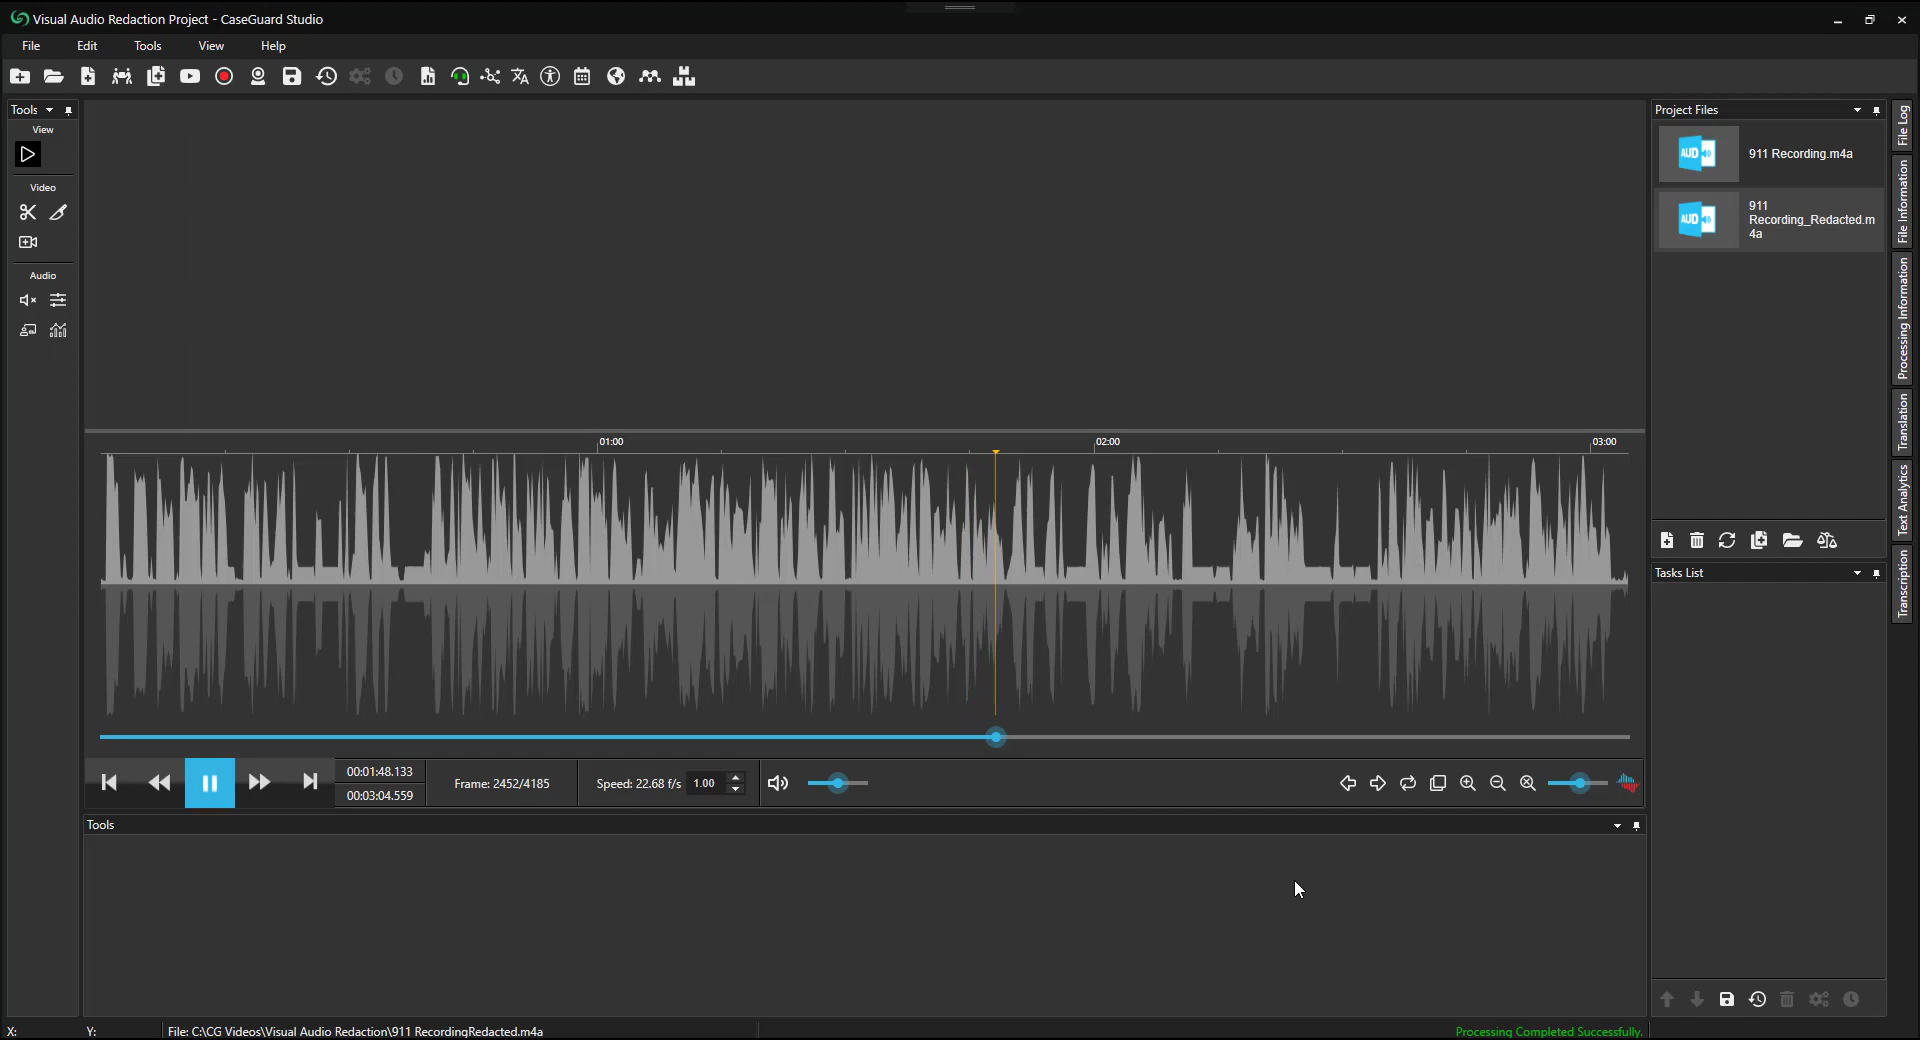 Visual Audio Redaction Project - CaseGuard Studio
File Edit Tools View Help
Tools
View
Video
Audio
01:00 02:00 03:00
00:01:48.133
00:03:04.559
Frame: 2452/4185
Speed: 22.68 f/s 1.00
Tools
Project Files
AUD
911 Recording.m4a
AUD
911
Recording_Redacted.m
4a
Tasks List
File Log
File Information
Processing Information
Translation
Text Analytics
Transcription
X: Y: File: C:\CG Videos\Visual Audio Redaction\911 RecordingRedacted.m4a
Processing Completed Successfully.